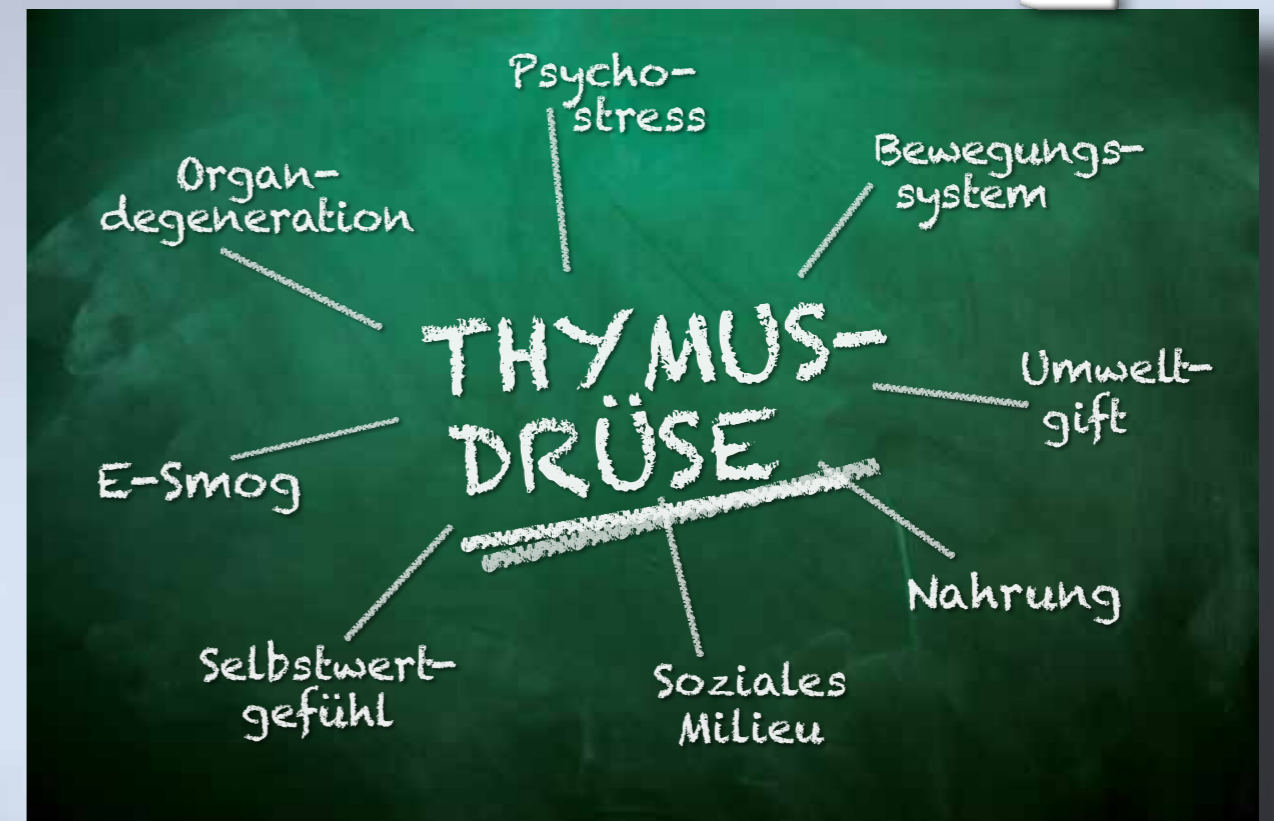 Psycho-
stress
Bewegungs-
system
Organ-
degeneration
THYMUS-
DRÜSE
Umwelt-
gift
E-Smog
Nahrung
Selbstwert-
gefühl
Soziales
Milieu